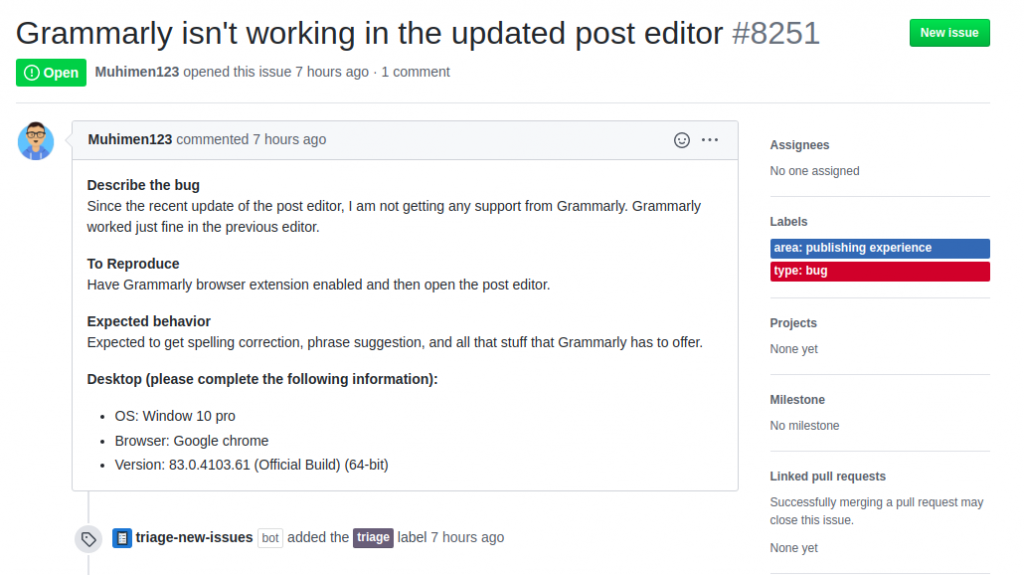 Grammarly isn't working in the updated post editor #8251
New issue
Open Muhimen123 opened this issue 7 hours ago · 1 comment
Muhimen123 commented 7 hours ago
Describe the bug
Since the recent update of the post editor, I am not getting any support from Grammarly. Grammarly
worked just fine in the previous editor.
To Reproduce
Have Grammarly browser extension enabled and then open the post editor.
Expected behavior
Expected to get spelling correction, phrase suggestion, and all that stuff that Grammarly has to offer.
Desktop (please complete the following information):
• OS: Window 10 pro
• Browser: Google chrome
• Version: 83.0.4103.61 (Official Build) (64-bit)
triage-new-issues bot added the triage label 7 hours ago
Assignees
No one assigned
Labels
area: publishing experience
type: bug
Projects
None yet
Milestone
No milestone
Linked pull requests
Successfully merging a pull request may
close this issue.
None yet